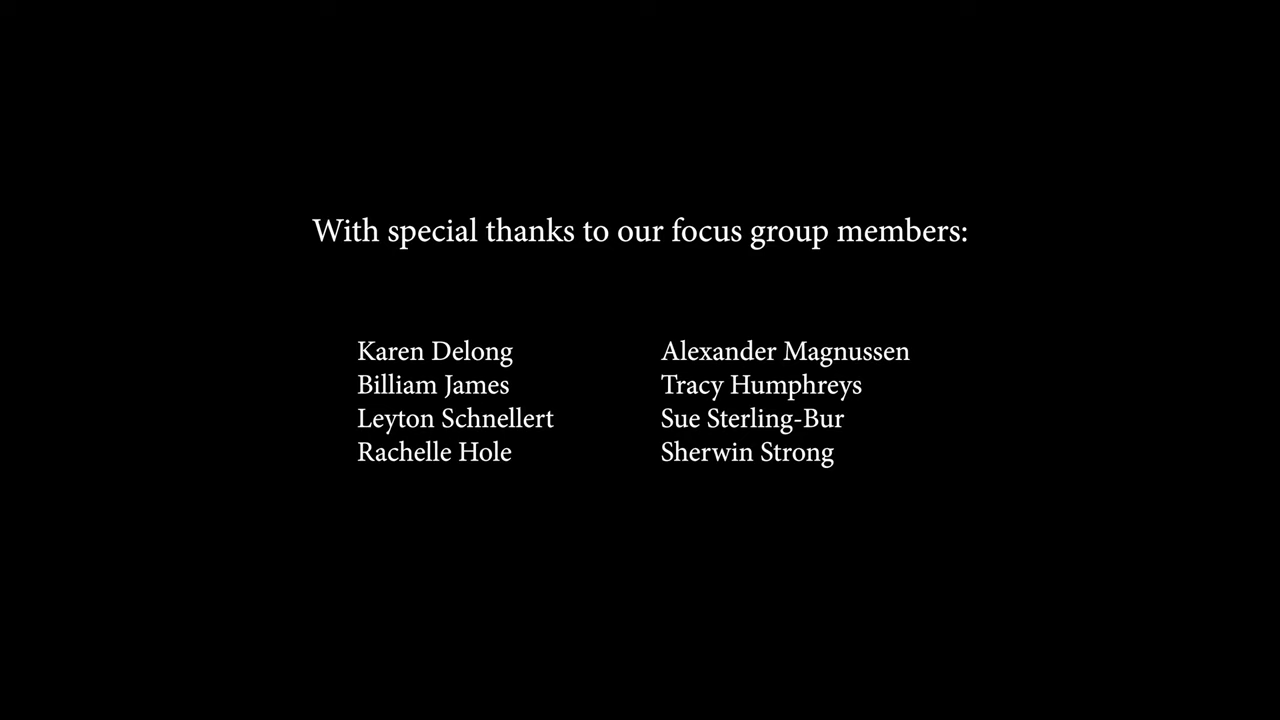 With special thanks to our focus group members:
Karen Delong
Billiam James
Leyton Schnellert
Rachelle Hole
Alexander Magnussen
Tracy Humphreys
Sue Sterling-Bur
Sherwin Strong